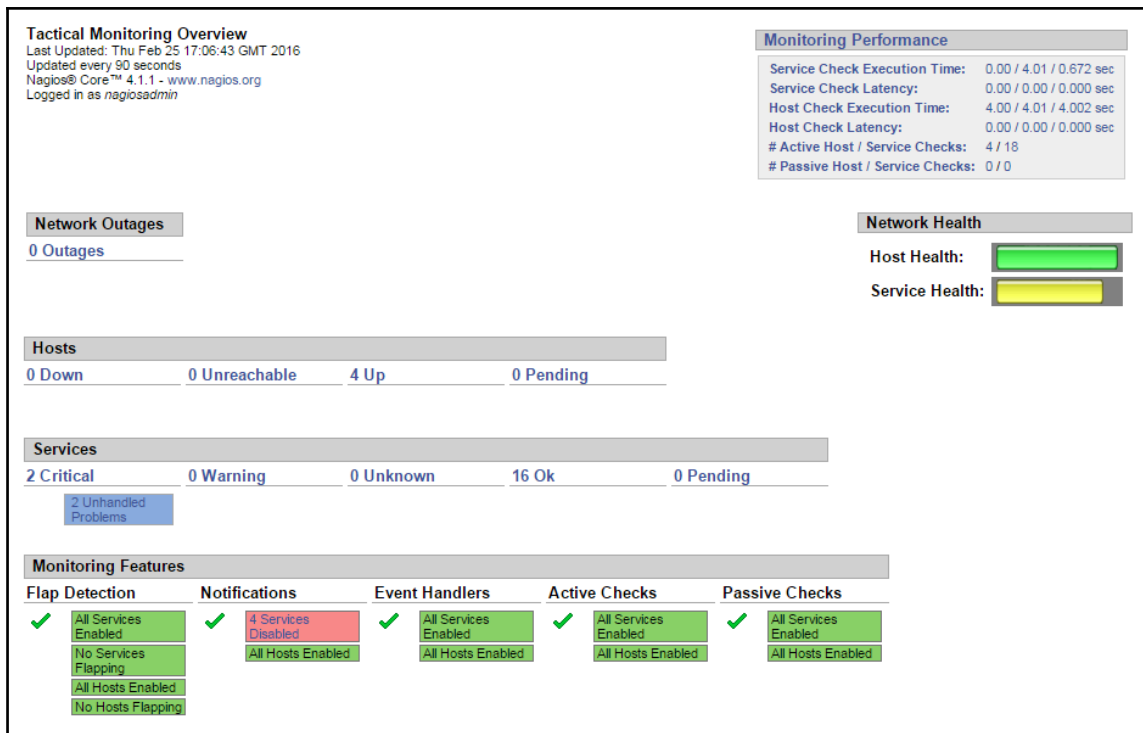 Tactical Monitoring Overview
Last Updated: Thu Feb 25 17:06:43 GMT 2016
Updated every 90 seconds
Nagios® Core™ 4.1.1 - www.nagios.org
Logged in as nagiosadmin
Monitoring Performance
Service Check Execution Time: 0.00 / 4.01 / 0.672 sec
Service Check Latency: 0.00 / 0.00 / 0.000 sec
Host Check Execution Time: 4.00 / 4.01 / 4.002 sec
Host Check Latency: 0.00 / 0.00 / 0.000 sec
# Active Host / Service Checks: 4 / 18
# Passive Host / Service Checks: 0 / 0
Network Outages
0 Outages
Network Health
Host Health:
Service Health:
Hosts
0 Down 0 Unreachable 4 Up 0 Pending
Services
2 Critical 0 Warning 0 Unknown 16 Ok 0 Pending
2 Unhandled
Problems
Monitoring Features
Flap Detection Notifications Event Handlers Active Checks Passive Checks
All Services 4 Services All Services All Services All Services
Enabled Disabled Enabled Enabled Enabled
No Services All Hosts Enabled All Hosts Enabled All Hosts Enabled All Hosts Enabled
Flapping
All Hosts Enabled
No Hosts Flapping